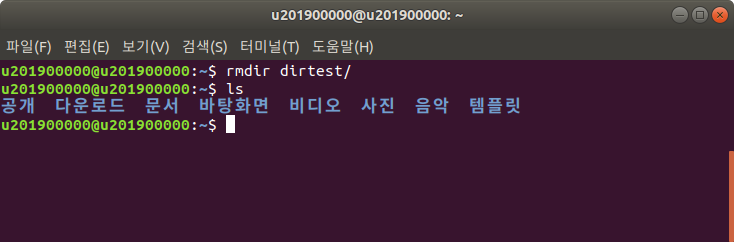 u201900000@u201900000: ~
파일(F) 편집(E) 보기(V) 검색(S) 터미널(T) 도움말(H)
u201900000@u201900000:~$ rmdir dirtest/
u201900000@u201900000:~$ ls
공개 다운로드 문서 바탕화면 비디오 사진 음악 템플릿
u201900000@u201900000:~$